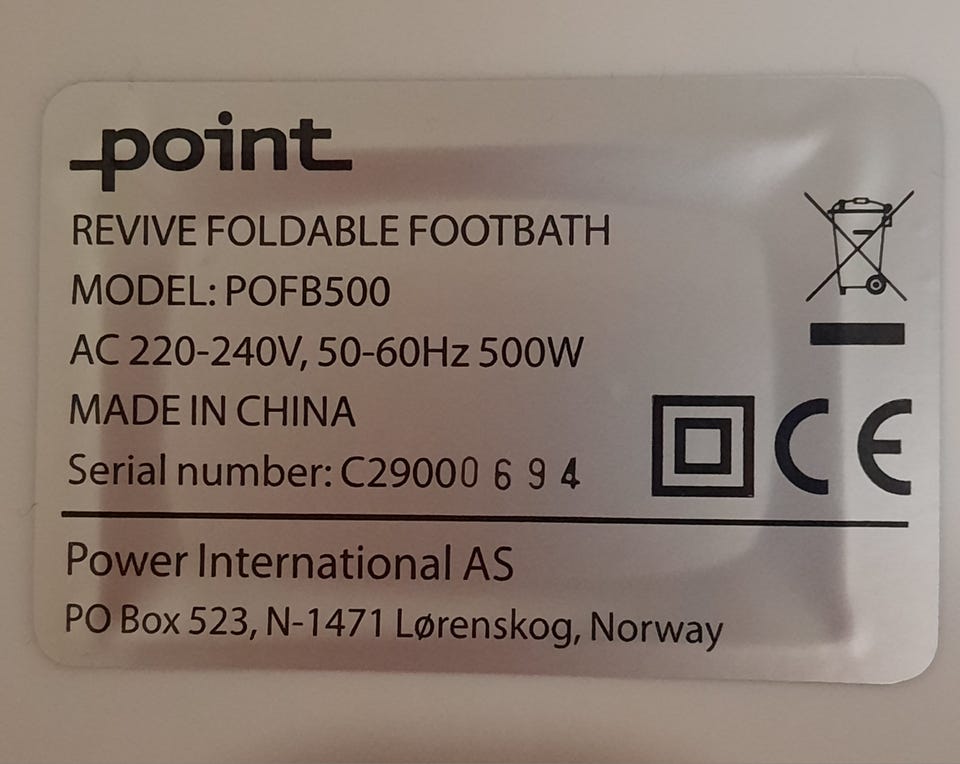 point
REVIVE FOLDABLE FOOTBATH
MODEL: POFB500
AC 220-240V, 50-60Hz 500W
MADE IN CHINA
Serial number: C29000 6 9 4
CE
Power International AS
PO Box 523, N-1471 Lørenskog, Norway